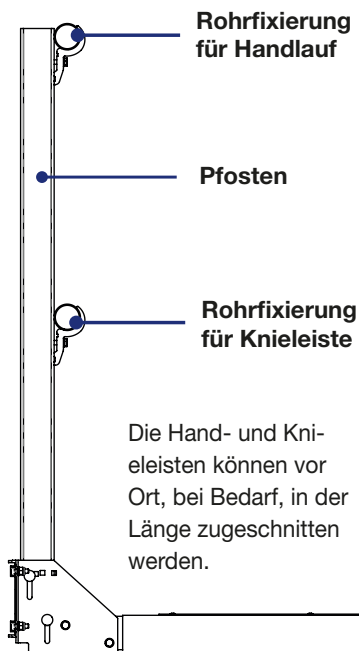 Rohrfixierung
für Handlauf
Pfosten
Rohrfixierung
für Knieleiste
Die Hand- und Kni-
eleisten können vor
Ort, bei Bedarf, in der
Länge zugeschnitten
werden.